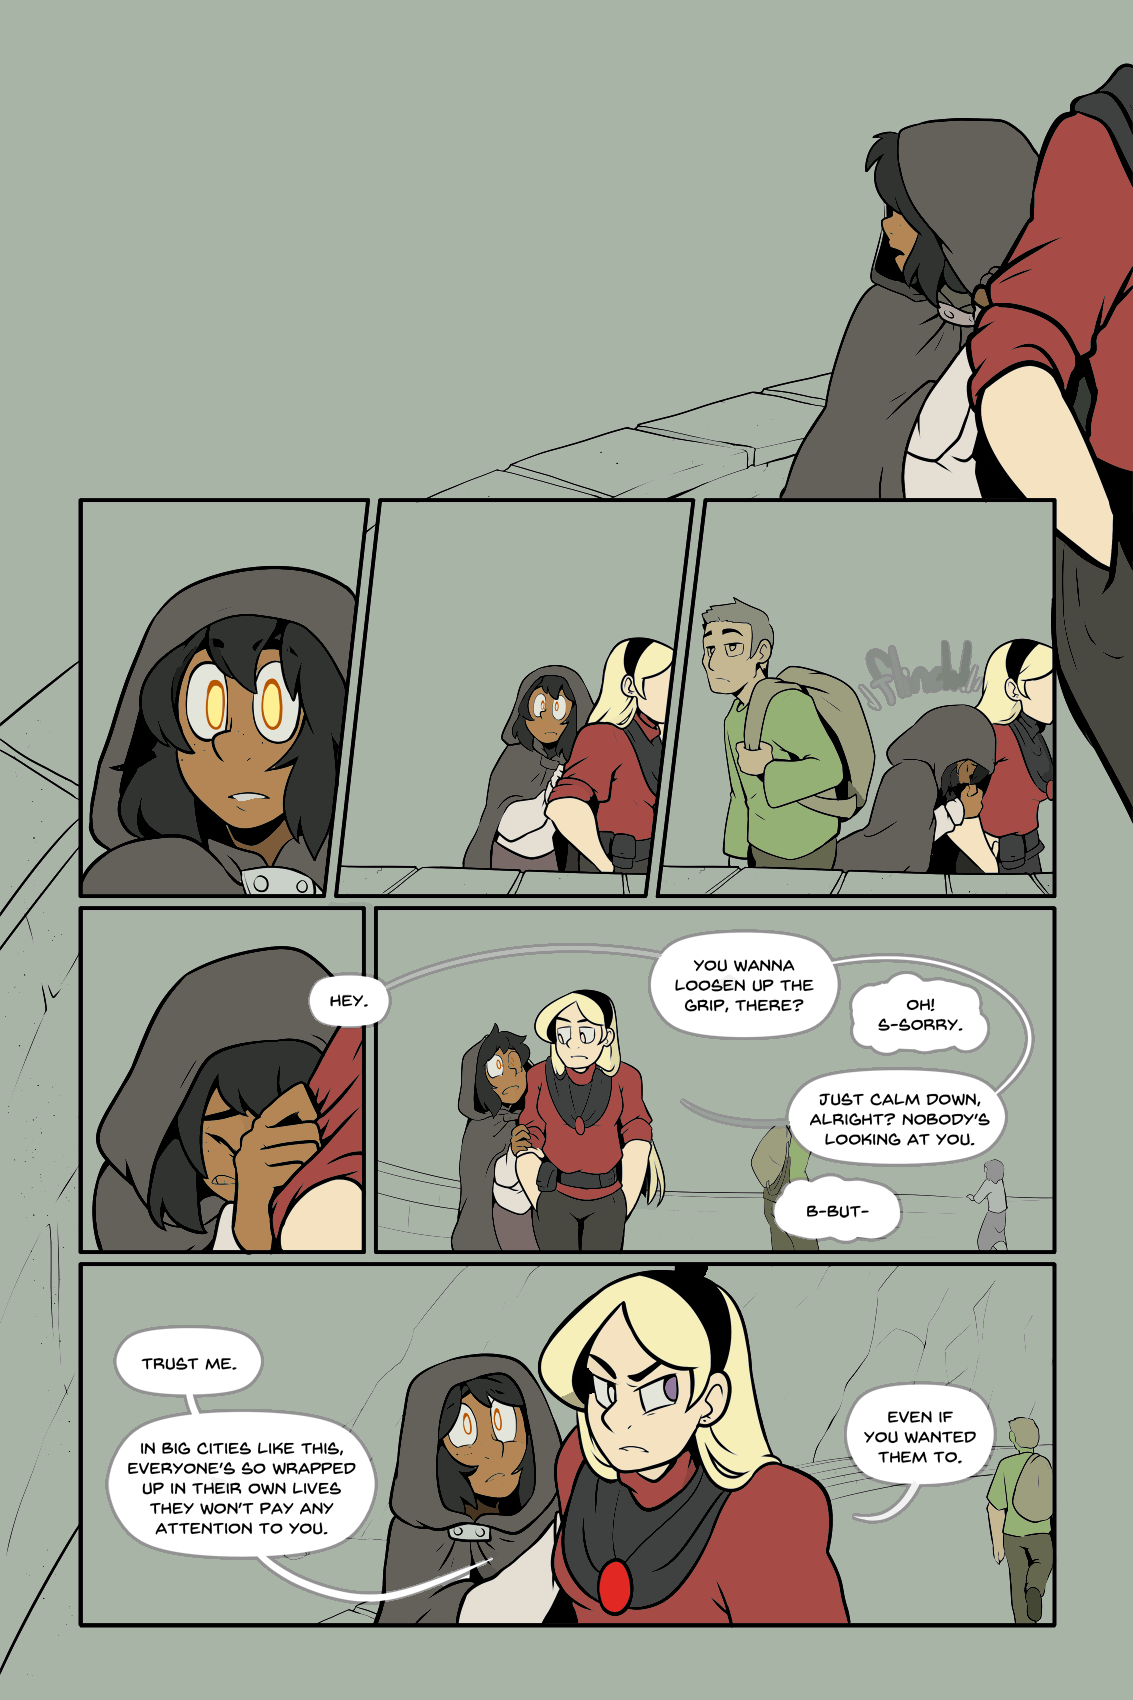 flinch!!
HEY.
YOU WANNA
LOOSEN UP THE
GRIP, THERE?
OH!
S-SORRY.
JUST CALM DOWN,
ALRIGHT? NOBODY'S
LOOKING AT YOU.
B-BUT-
TRUST ME.
IN BIG CITIES LIKE THIS,
EVERYONE'S SO WRAPPED
UP IN THEIR OWN LIVES
THEY WON'T PAY ANY
ATTENTION TO YOU.
EVEN IF
YOU WANTED
THEM TO.